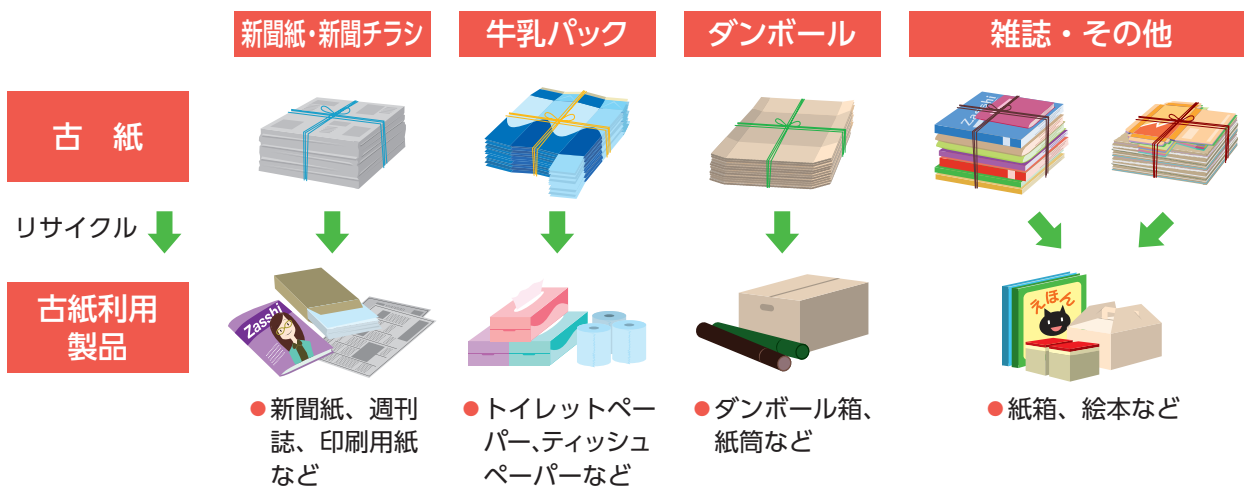 新聞紙・新聞チラシ
牛乳パック
ダンボール
雑誌・その他
古　紙
Zasshi
リサイクル
古紙利用
製品
Zasshi
えほん
●新聞紙、週刊
誌、印刷用紙
など
●トイレットペー
パー、ティッシュ
ペーパーなど
●ダンボール箱、
紙筒など
●紙箱、絵本など